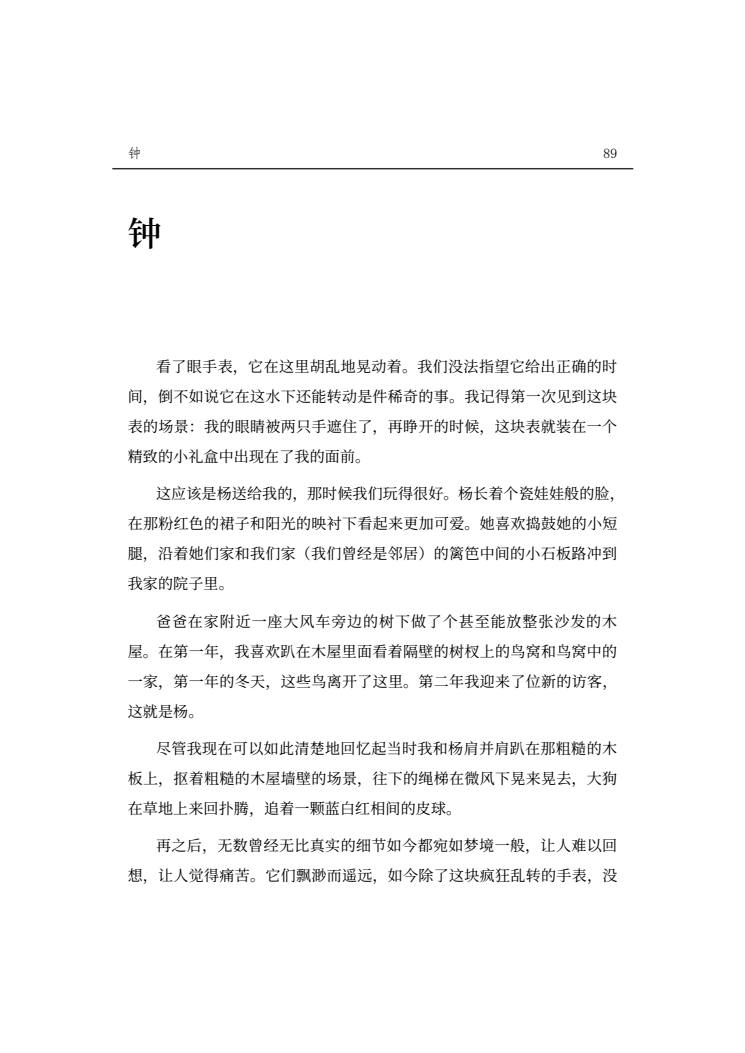 钟 89
钟
看了眼手表，它在这里胡乱地晃动着。我们没法指望它给出正确的时
间，倒不如说它在这水下还能转动是件稀奇的事。我记得第一次见到这块
表的场景：我的眼睛被两只手遮住了，再睁开的时候，这块表就装在一个
精致的小礼盒中出现在了我的面前。
这应该是杨送给我的，那时候我们玩得很好。杨长着个瓷娃娃般的脸，
在那粉红色的裙子和阳光的映衬下看起来更加可爱。她喜欢捣鼓她的小短
腿，沿着她们家和我们家（我们曾经是邻居）的篱笆中间的小石板路冲到
我家的院子里。
爸爸在家附近一座大风车旁边的树下做了个甚至能放整张沙发的木
屋。在第一年，我喜欢趴在木屋里面看着隔壁的树杈上的鸟窝和鸟窝中的
一家，第一年的冬天，这些鸟离开了这里。第二年我迎来了位新的访客，
这就是杨。
尽管我现在可以如此清楚地回忆起当时我和杨肩并肩趴在那粗糙的木
板上，抠着粗糙的木屋墙壁的场景，往下的绳梯在微风下晃来晃去，大狗
在草地上来回扑腾，追着一颗蓝白红相间的皮球。
再之后，无数曾经无比真实的细节如今都宛如梦境一般，让人难以回
想，让人觉得痛苦。它们飘渺而遥远，如今除了这块疯狂乱转的手表，没